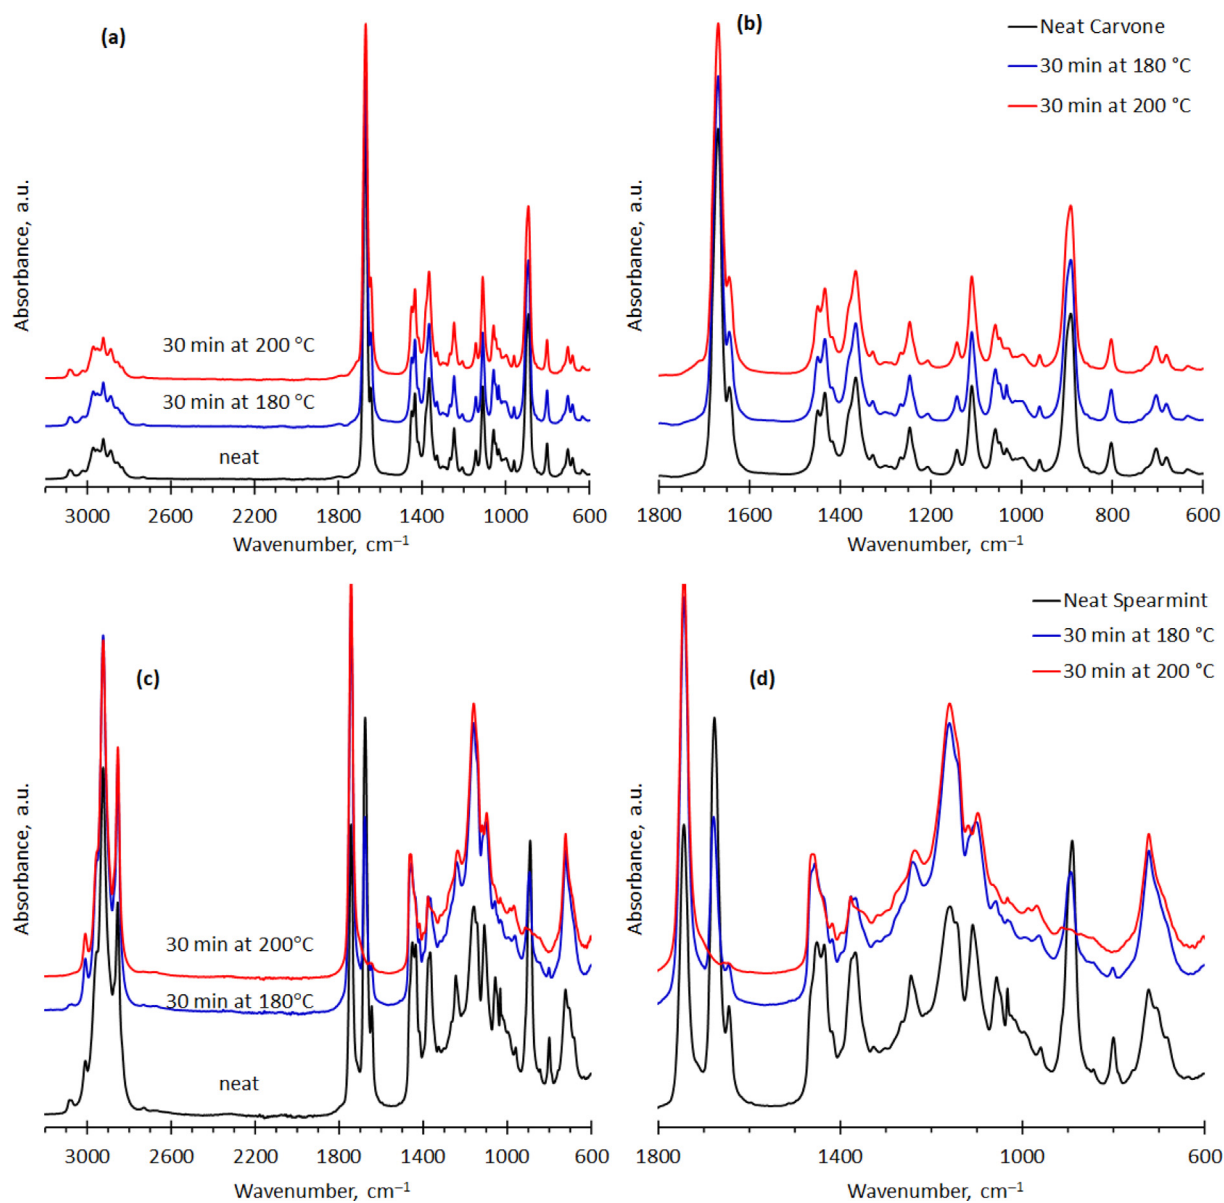 (a)
Absorbance, a.u.
30 min at 200 °C
30 min at 180 °C
neat
3000 2600 2200 1800 1400 1000 600
Wavenumber, cm⁻¹
(b)
Neat Carvone
30 min at 180 °C
30 min at 200 °C
Absorbance, a.u.
1800 1600 1400 1200 1000 800 600
Wavenumber, cm⁻¹
(c)
Absorbance, a.u.
30 min at 200°C
30 min at 180°C
neat
3000 2600 2200 1800 1400 1000 600
Wavenumber, cm⁻¹
(d)
Neat Spearmint
30 min at 180 °C
30 min at 200 °C
Absorbance, a.u.
1800 1400 1000 600
Wavenumber, cm⁻¹